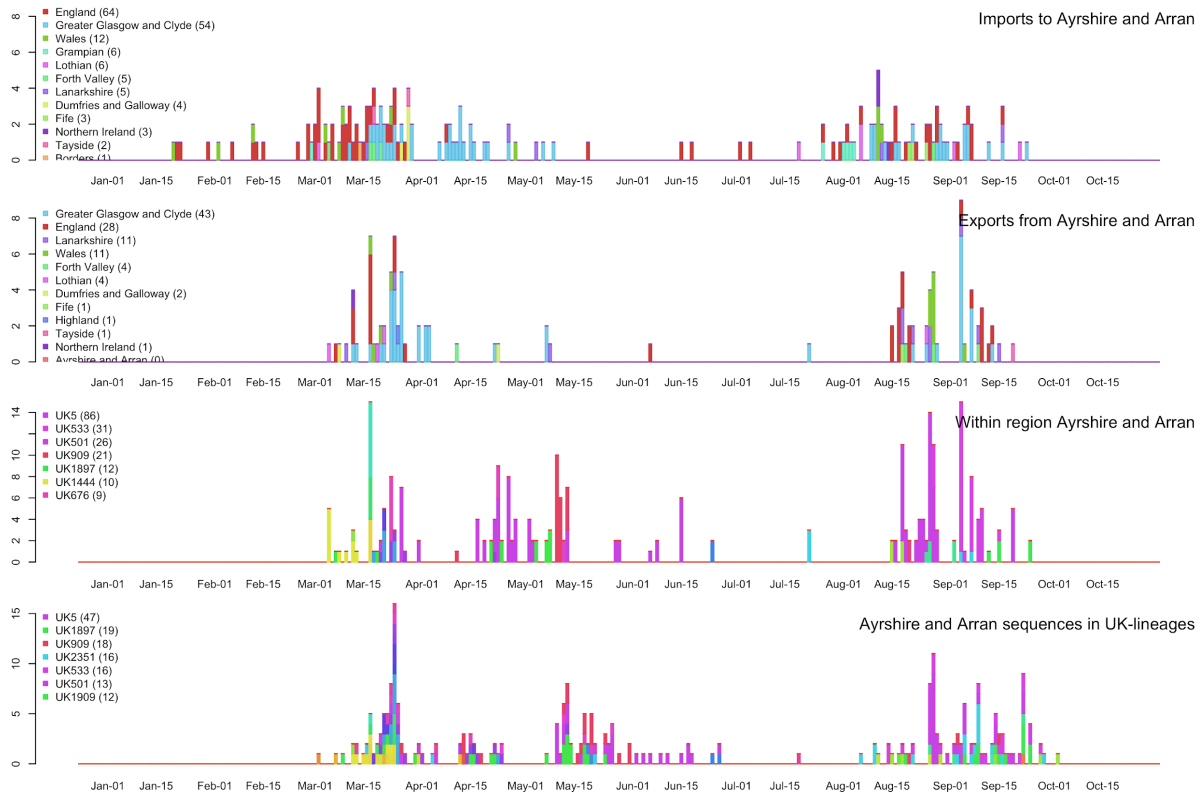 Imports to Ayrshire and Arran
England (64)
Greater Glasgow and Clyde (54)
Wales (12)
Grampian (6)
Lothian (6)
Forth Valley (5)
Lanarkshire (5)
Dumfries and Galloway (4)
Fife (3)
Northern Ireland (3)
Tayside (2)
Borders (1)
0 2 4 6 8
Jan-01 Jan-15 Feb-01 Feb-15 Mar-01 Mar-15 Apr-01 Apr-15 May-01 May-15 Jun-01 Jun-15 Jul-01 Jul-15 Aug-01 Aug-15 Sep-01 Sep-15 Oct-01 Oct-15
Exports from Ayrshire and Arran
Greater Glasgow and Clyde (43)
England (28)
Lanarkshire (11)
Wales (11)
Forth Valley (4)
Lothian (4)
Dumfries and Galloway (2)
Fife (1)
Highland (1)
Tayside (1)
Northern Ireland (1)
Ayrshire and Arran (0)
0 2 4 6 8
Jan-01 Jan-15 Feb-01 Feb-15 Mar-01 Mar-15 Apr-01 Apr-15 May-01 May-15 Jun-01 Jun-15 Jul-01 Jul-15 Aug-01 Aug-15 Sep-01 Sep-15 Oct-01 Oct-15
Within region Ayrshire and Arran
UK5 (86)
UK533 (31)
UK501 (26)
UK909 (21)
UK1897 (12)
UK1444 (10)
UK676 (9)
0 2 4 6 8 10 14
Jan-01 Jan-15 Feb-01 Feb-15 Mar-01 Mar-15 Apr-01 Apr-15 May-01 May-15 Jun-01 Jun-15 Jul-01 Jul-15 Aug-01 Aug-15 Sep-01 Sep-15 Oct-01 Oct-15
Ayrshire and Arran sequences in UK-lineages
UK5 (47)
UK1897 (19)
UK909 (18)
UK2351 (16)
UK533 (16)
UK501 (13)
UK1909 (12)
0 5 10 15
Jan-01 Jan-15 Feb-01 Feb-15 Mar-01 Mar-15 Apr-01 Apr-15 May-01 May-15 Jun-01 Jun-15 Jul-01 Jul-15 Aug-01 Aug-15 Sep-01 Sep-15 Oct-01 Oct-15